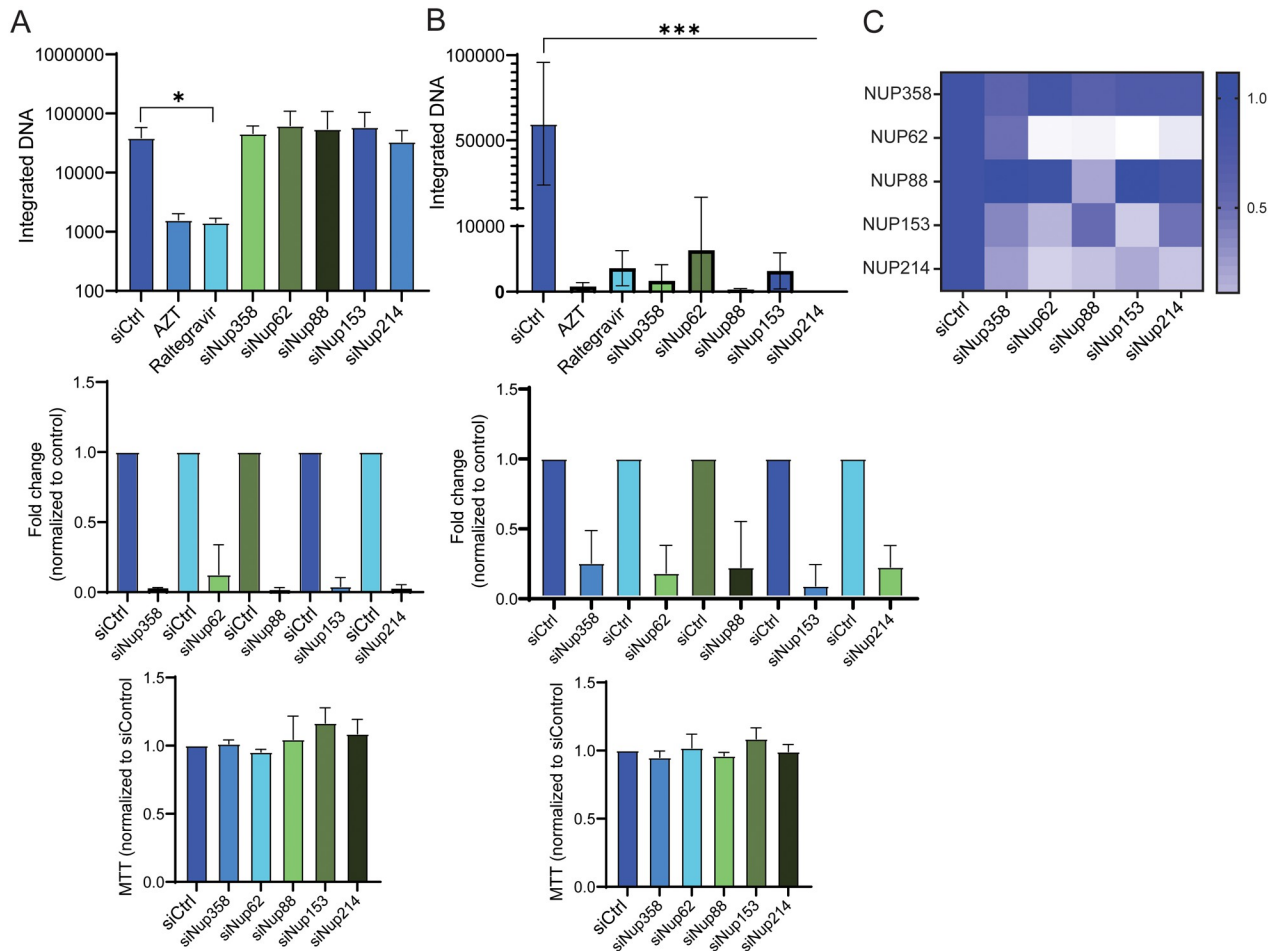 A
Integrated DNA
1000000
100000
10000
1000
100
*
siCtrl
AZT
Raltegravir
siNup358
siNup62
siNup88
siNup153
siNup214
B
Integrated DNA
100000
50000
10000
0
***
siCtrl
AZT
Raltegravir
siNup358
siNup62
siNup88
siNup153
siNup214
C
NUP358
NUP62
NUP88
NUP153
NUP214
siCtrl
siNup358
siNup62
siNup88
siNup153
siNup214
1.0
0.5
Fold change
(normalized to control)
1.5
1.0
0.5
0.0
siCtrl
siNup358
siCtrl
siNup62
siCtrl
siNup88
siCtrl
siNup153
siCtrl
siNup214
Fold change
(normalized to control)
1.5
1.0
0.5
0.0
siCtrl
siNup358
siCtrl
siNup62
siCtrl
siNup88
siCtrl
siNup153
siCtrl
siNup214
MTT (normalized to siControl
1.5
1.0
0.5
0.0
siCtrl
siNup358
siNup62
siNup88
siNup153
siNup214
MTT (normalized to siControl
1.5
1.0
0.5
0.0
siCtrl
siNup358
siNup62
siNup88
siNup153
siNup214